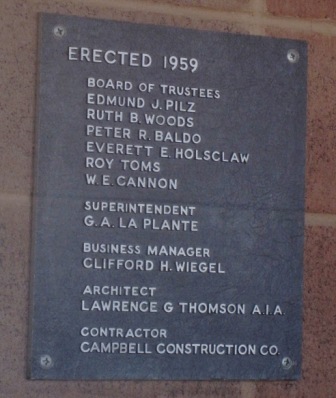 ERECTED 1959
BOARD OF TRUSTEES
EDMUND J. PILZ
RUTH B. WOODS
PETER R. BALDO
EVERETT E. HOLSCLAW
ROY TOMS
W. E. CANNON
SUPERINTENDENT
G. A. LA PLANTE
BUSINESS MANAGER
CLIFFORD H. WIEGEL
ARCHITECT
LAWRENCE G THOMSON A.I.A.
CONTRACTOR
CAMPBELL CONSTRUCTION CO.